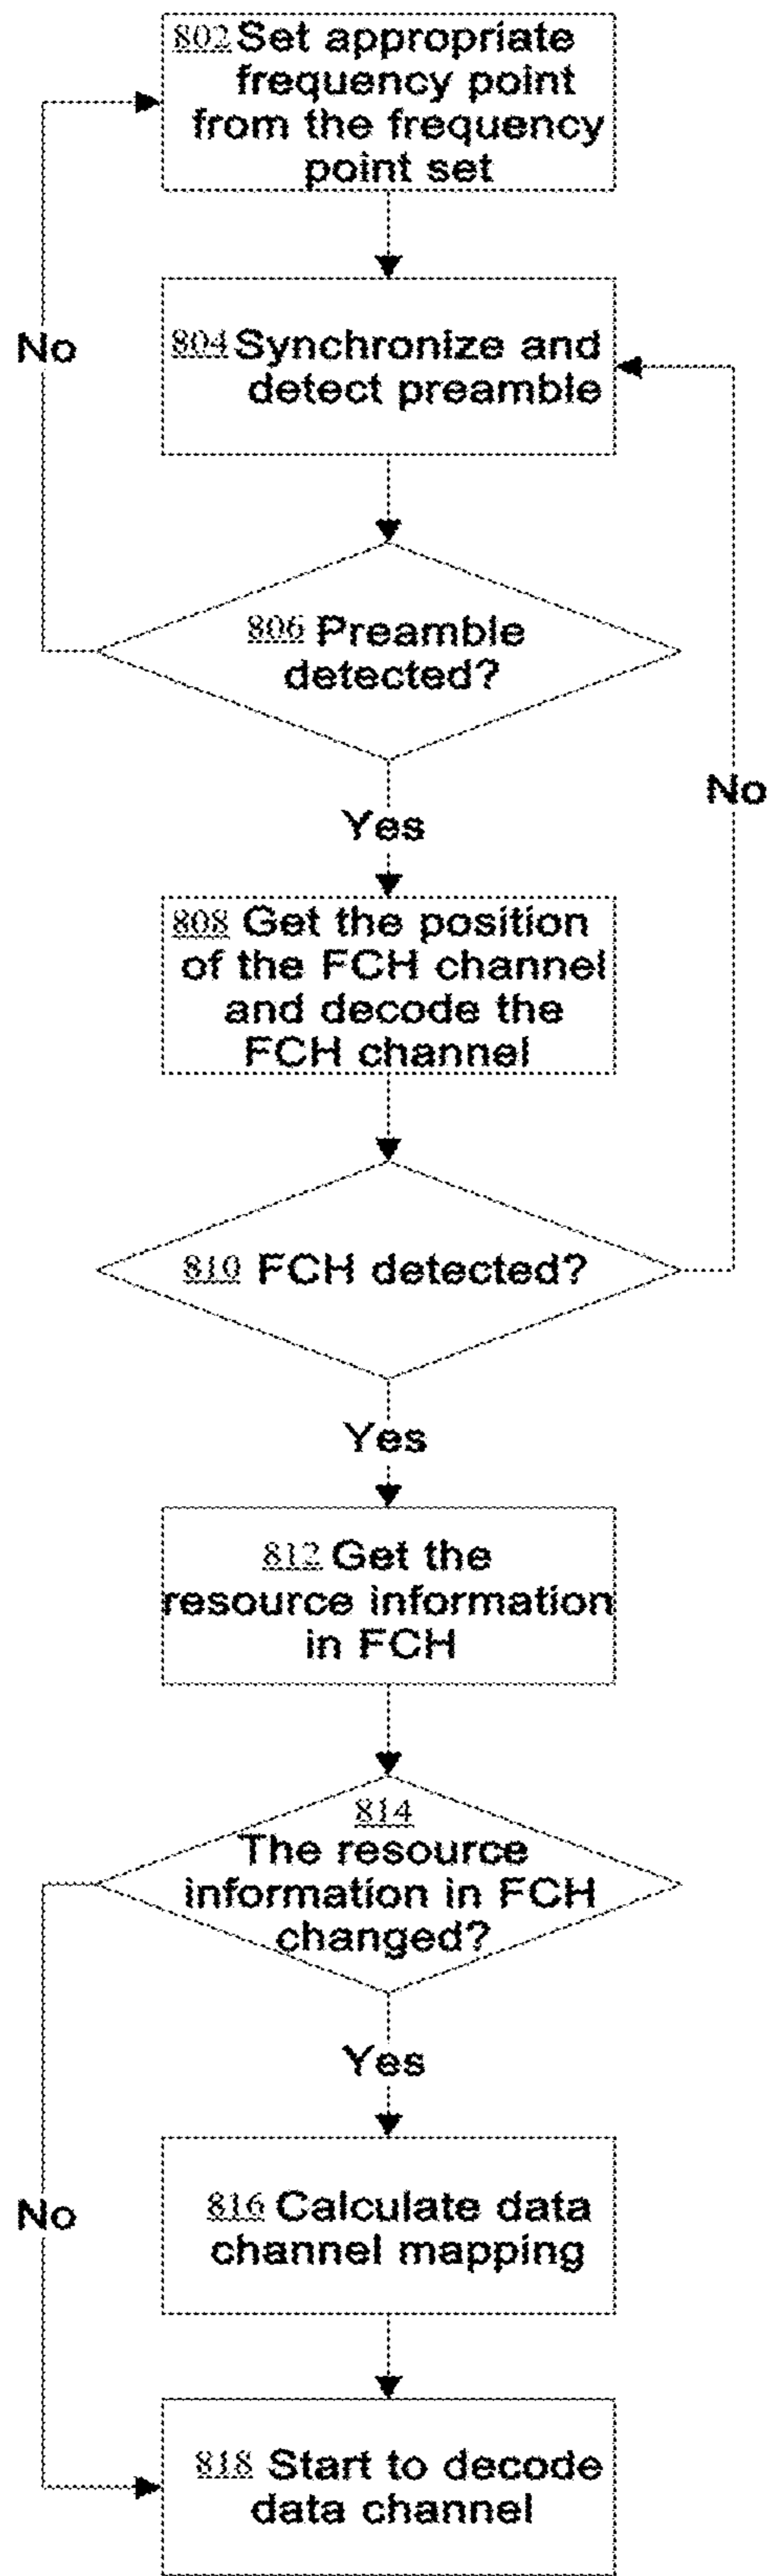 802 Set appropriate
frequency point
from the frequency
point set
No
804 Synchronize and
detect preamble
806 Preamble
detected?
No
Yes
808 Get the position
of the FCH channel
and decode the
FCH channel
810 FCH detected?
Yes
812 Get the
resource information
in FCH
814
The resource
information in FCH
changed?
Yes
No
816 Calculate data
channel mapping
818 Start to decode
data channel